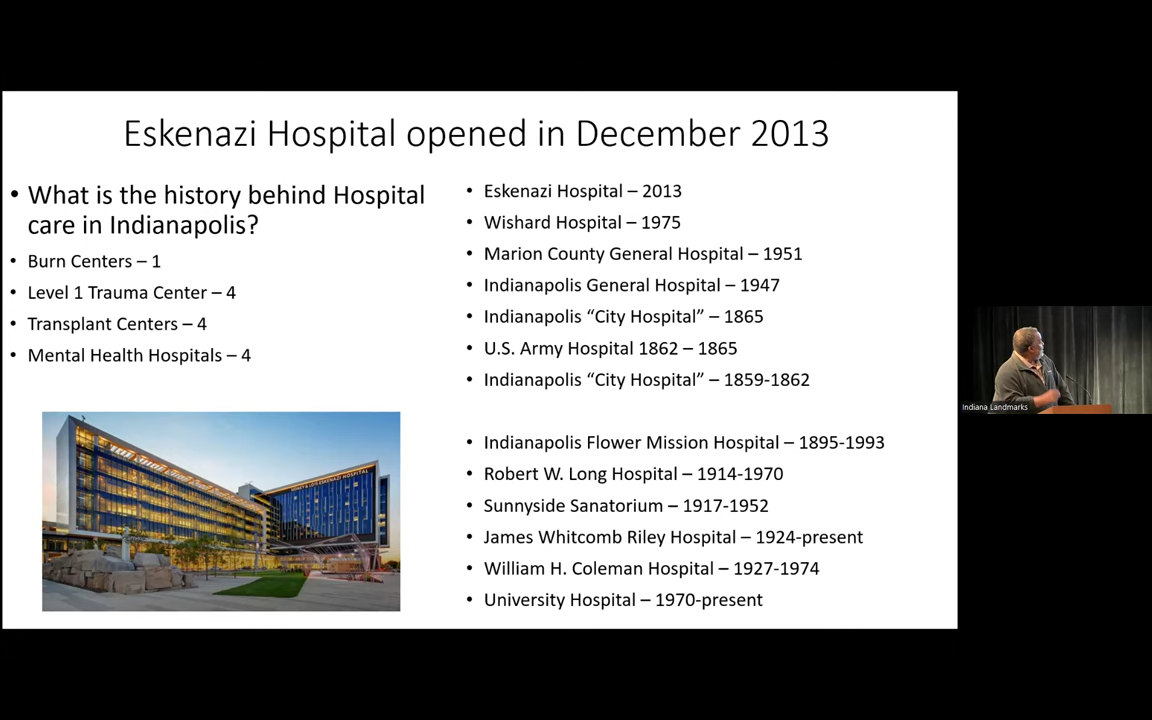 Eskenazi Hospital opened in December 2013
• What is the history behind Hospital
care in Indianapolis?
• Burn Centers – 1
• Level 1 Trauma Center – 4
• Transplant Centers – 4
• Mental Health Hospitals – 4
• Eskenazi Hospital – 2013
• Wishard Hospital – 1975
• Marion County General Hospital – 1951
• Indianapolis General Hospital – 1947
• Indianapolis “City Hospital” – 1865
• U.S. Army Hospital 1862 – 1865
• Indianapolis “City Hospital” – 1859-1862
• Indianapolis Flower Mission Hospital – 1895-1993
• Robert W. Long Hospital – 1914-1970
• Sunnyside Sanatorium – 1917-1952
• James Whitcomb Riley Hospital – 1924-present
• William H. Coleman Hospital – 1927-1974
• University Hospital – 1970-present
ESKENAZI HOSPITAL
Indiana Landmarks